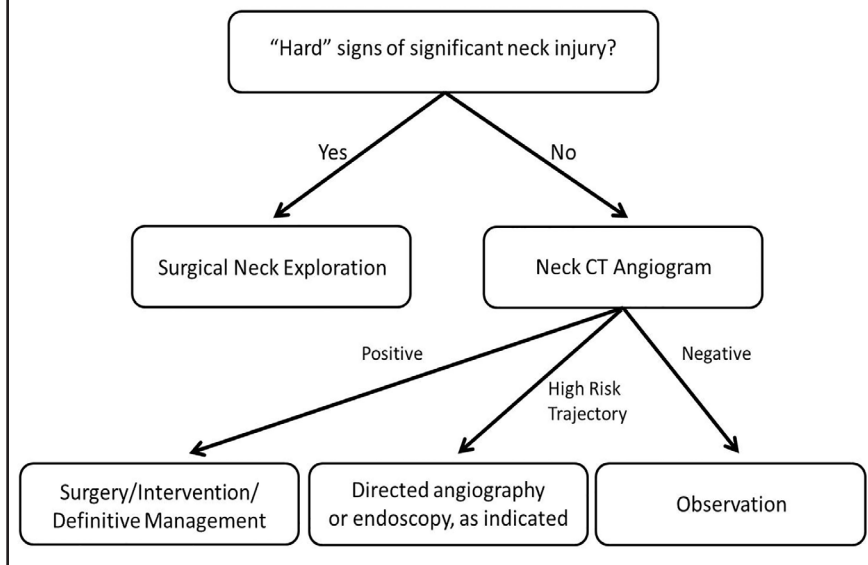 “Hard” signs of significant neck injury?
Yes
No
Surgical Neck Exploration
Neck CT Angiogram
Positive
High Risk
Trajectory
Negative
Surgery/Intervention/
Definitive Management
Directed angiography
or endoscopy, as indicated
Observation